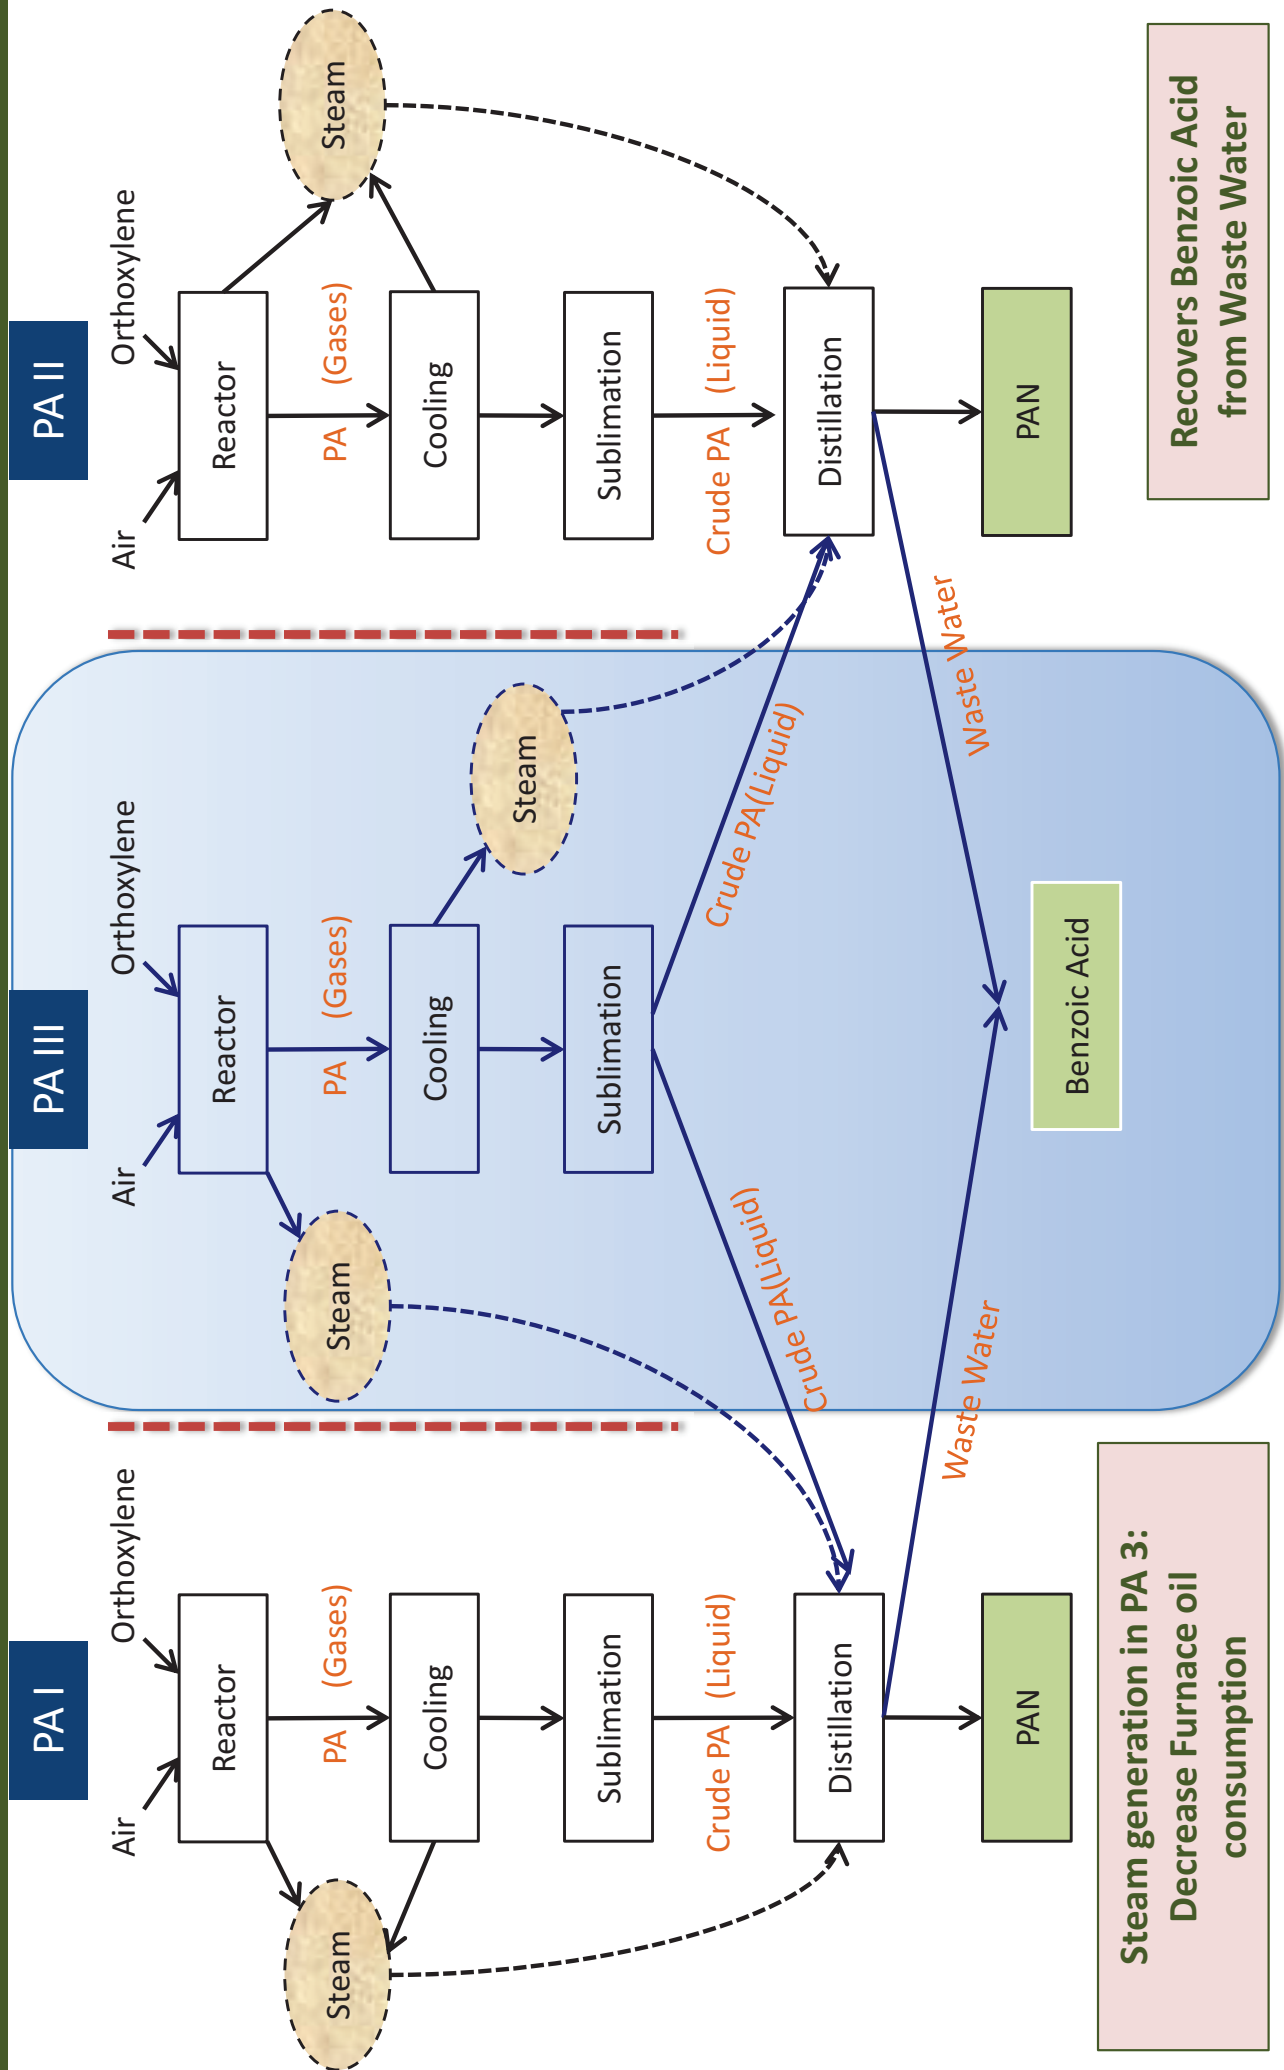 PA I
Air
Orthoxylene
Reactor
Steam
PA (Gases)
Cooling
Sublimation
Crude PA (Liquid)
Distillation
PAN
Steam generation in PA 3:
Decrease Furnace oil
consumption
PA III
Air
Orthoxylene
Reactor
Steam
PA (Gases)
Cooling
Steam
Sublimation
Crude PA(Liquid)
Crude PA(Liquid)
Waste Water
Waste Water
Benzoic Acid
PA II
Air
Orthoxylene
Reactor
Steam
PA (Gases)
Cooling
Sublimation
Crude PA (Liquid)
Distillation
PAN
Recovers Benzoic Acid
from Waste Water